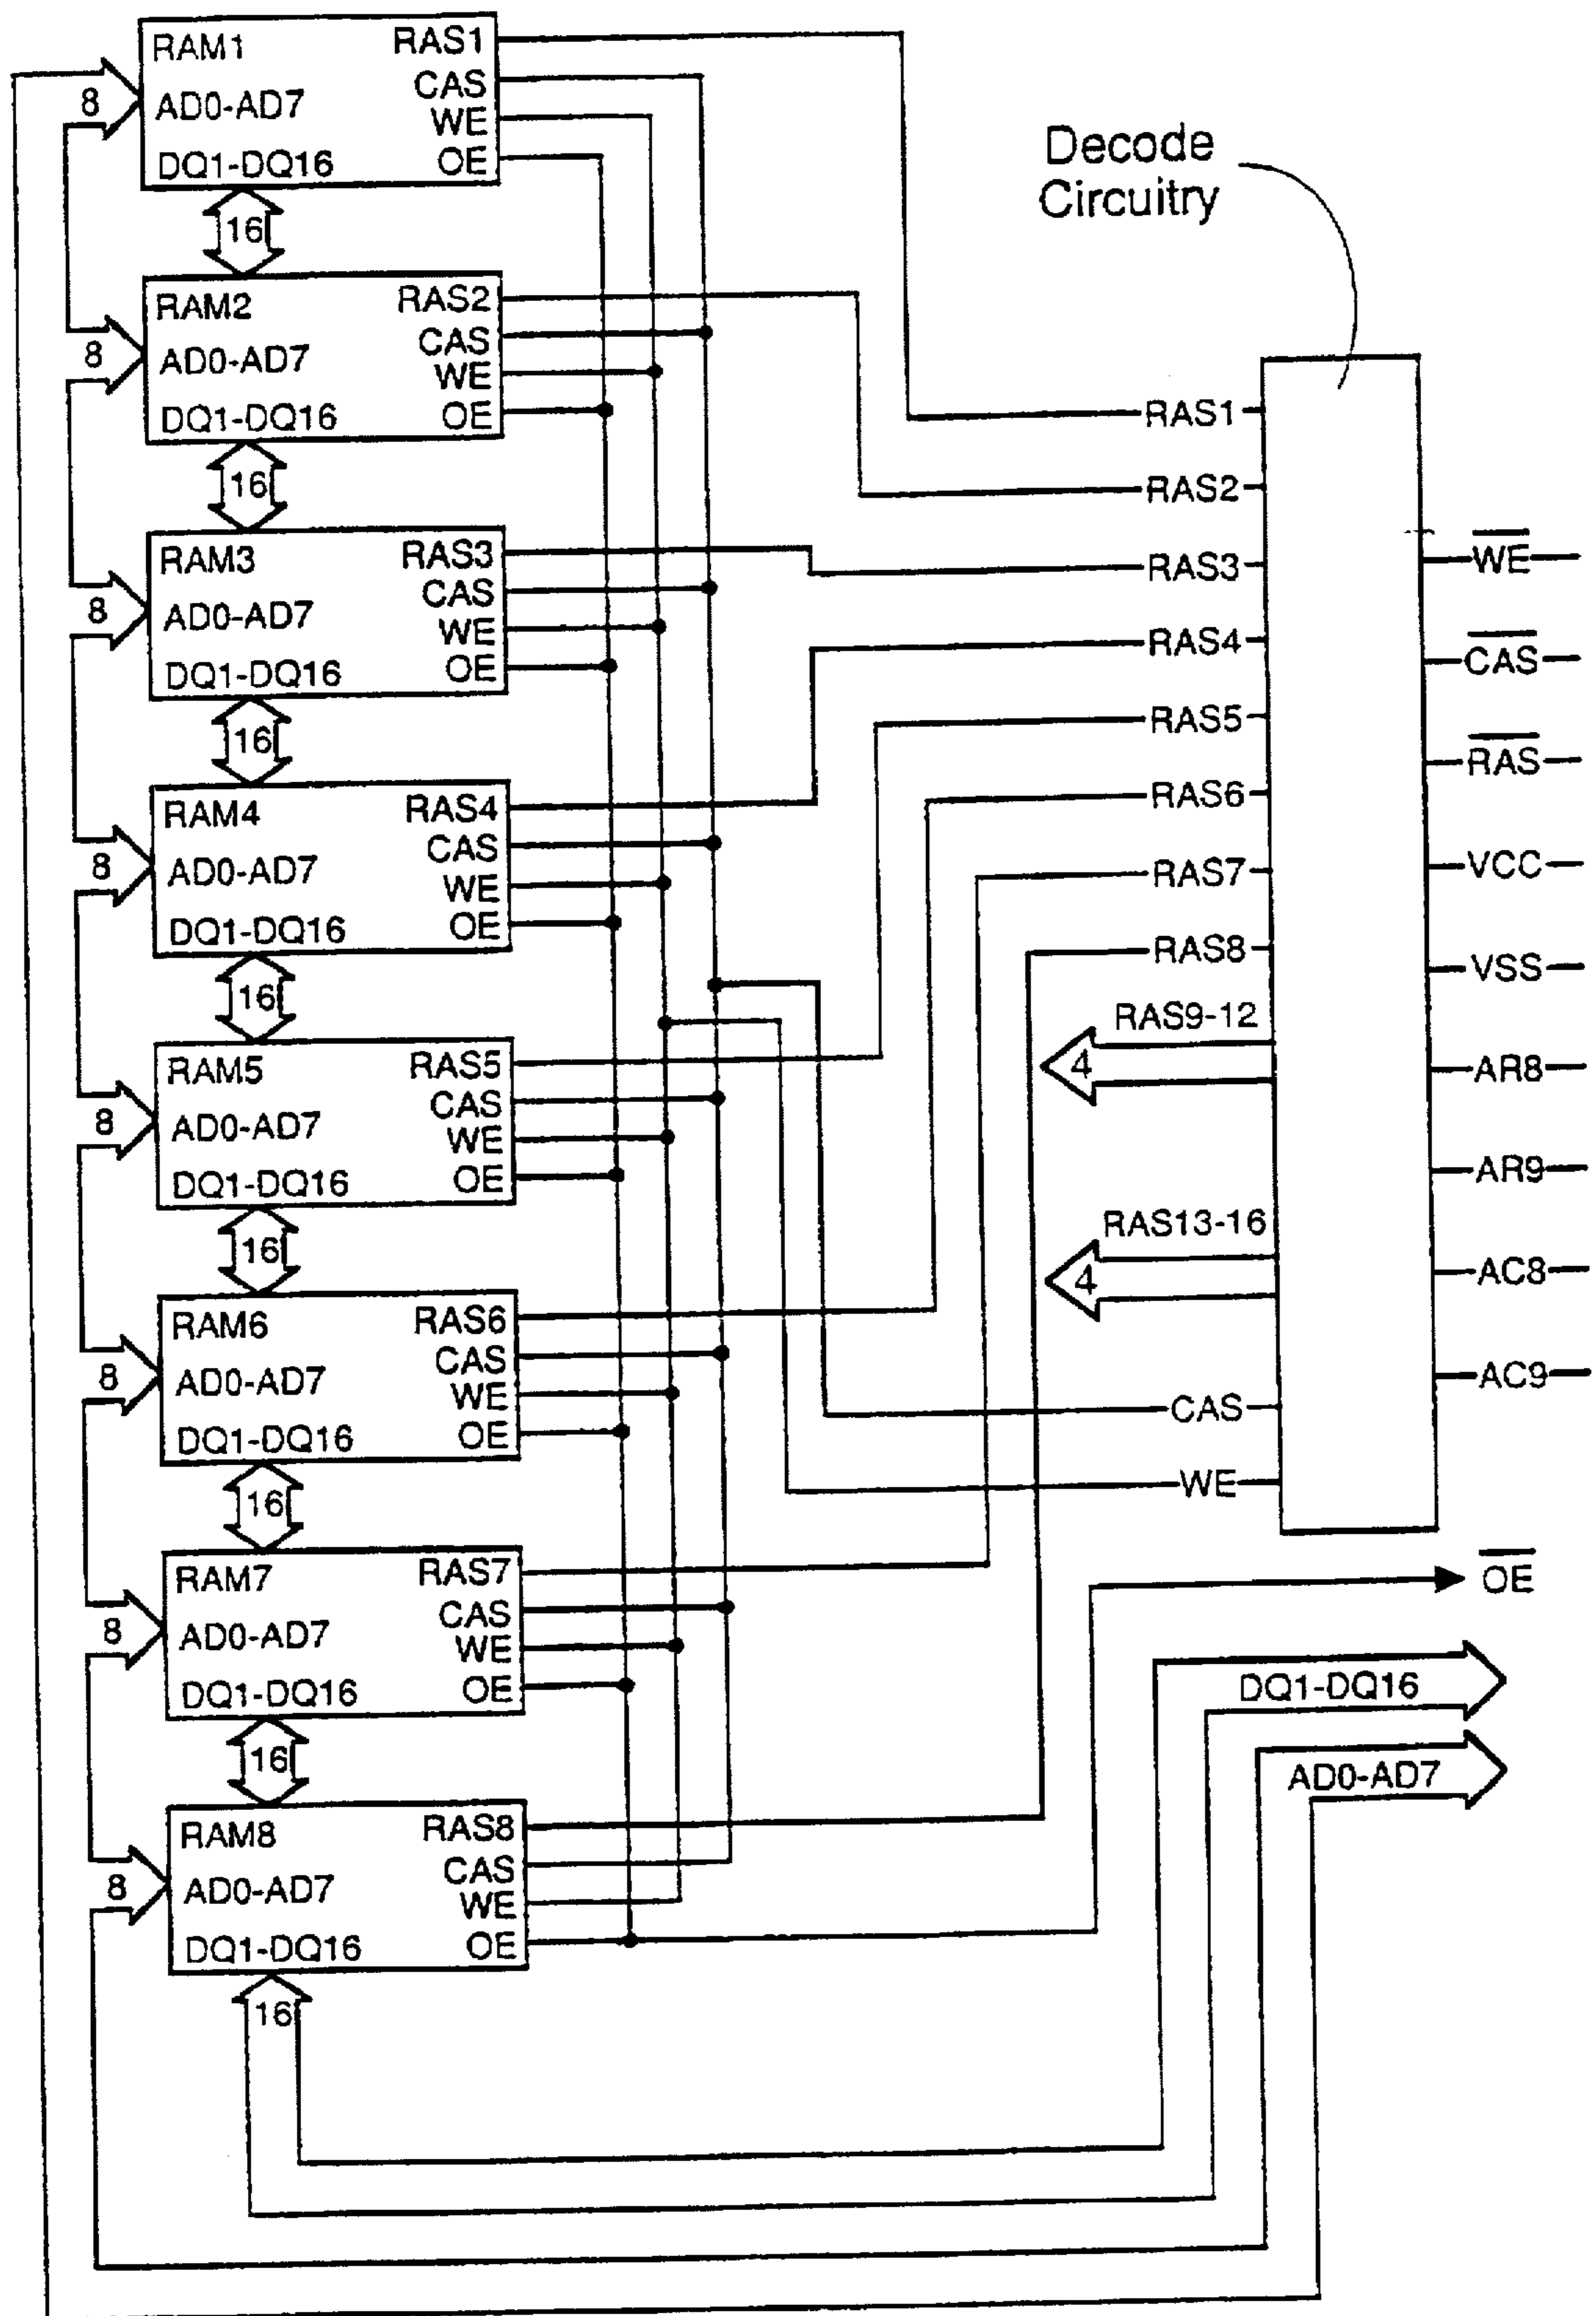 RAM1 RAS1
CAS
8 AD0-AD7
WE
DQ1-DQ16 OE
16
RAM2 RAS2
CAS
8 AD0-AD7
WE
DQ1-DQ16 OE
16
RAM3 RAS3
CAS
8 AD0-AD7
WE
DQ1-DQ16 OE
16
RAM4 RAS4
CAS
8 AD0-AD7
WE
DQ1-DQ16 OE
16
RAM5 RAS5
CAS
8 AD0-AD7
WE
DQ1-DQ16 OE
16
RAM6 RAS6
CAS
8 AD0-AD7
WE
DQ1-DQ16 OE
16
RAM7 RAS7
CAS
8 AD0-AD7
WE
DQ1-DQ16 OE
16
RAM8 RAS8
CAS
8 AD0-AD7
WE
DQ1-DQ16 OE
16
Decode
Circuitry
RAS1
RAS2
RAS3
RAS4
RAS5
RAS6
RAS7
RAS8
RAS9-12
4
RAS13-16
4
CAS
WE
W̅E̅
C̅A̅S̅
R̅A̅S̅
VCC
VSS
AR8
AR9
AC8
AC9
O̅E̅
DQ1-DQ16
AD0-AD7